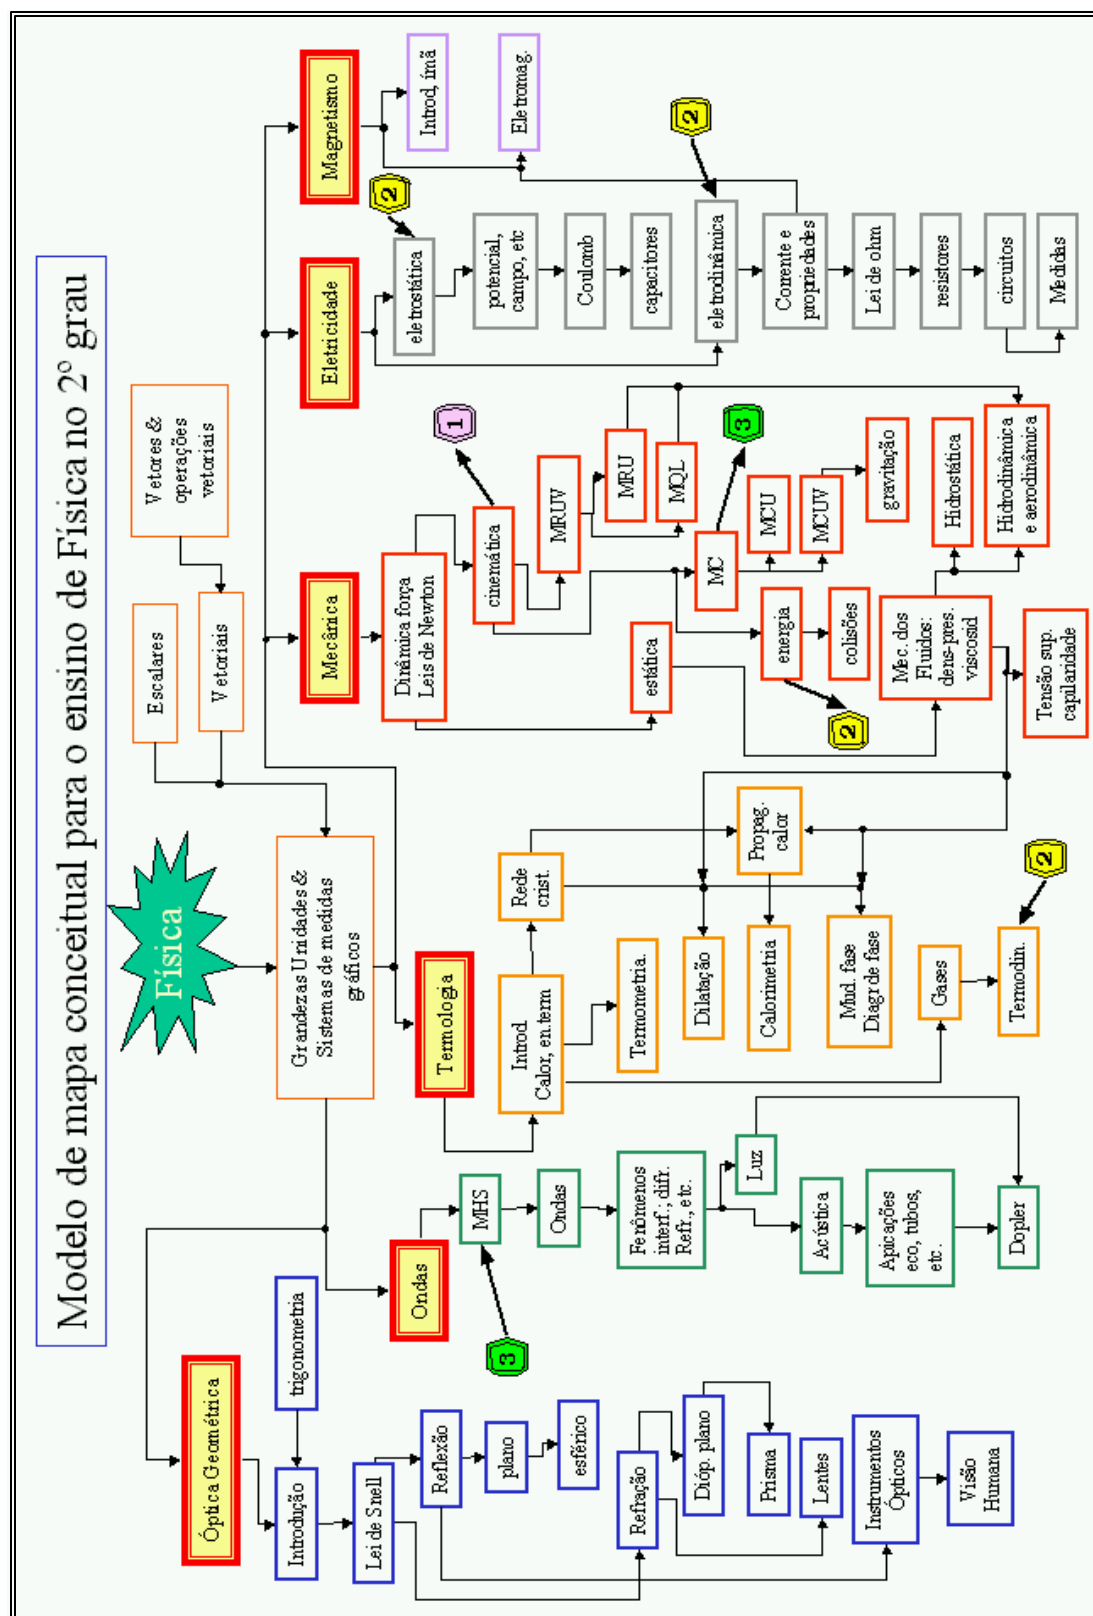 Modelo de mapa conceitual para o ensino de Física no 2º grau
Física
Escalares
Vetores &
operações
vetoriais
Vetoriais
Grandezas Unidades &
Sistemas de medidas
gráficos
Óptica Geométrica
trigonometria
Introdução
Lei de Snell
Reflexão
plano
esférico
Refração
Dióp. plano
Prisma
Lentes
Instrumentos
Ópticos
Visão
Humana
Ondas
3
MHS
Ondas
Fenômenos
interf.; difr.
Refr., etc.
Luz
Acústica
Apicações
eco, tubos,
etc.
Dopler
Termologia
Introd.
Calor, en.term
Rede
crist.
Termometria.
Dilatação
Propag.
calor
Calorimetria
Mud. fase
Diagr de fase
Gases
Termodin.
2
Mecânica
Dinâmica força
Leis de Newton
cinemática
1
MRUV
MRU
MQL
estática
MC
3
MCU
MCUV
gravitação
energia
2
colisões
Mec. dos
Fluidos:
dens-pres.
viscosid
Hidrostática
Hidrodinâmica
e aerodinâmica
Tensão sup.
capilaridade
Eletricidade
2
eletrostática
potencial,
campo, etc
Coulomb
capacitores
2
eletrodinâmica
Corrente e
propriedades
Lei de ohm
resistores
circuitos
Medidas
Magnetismo
Introd, ímã
Eletromag.